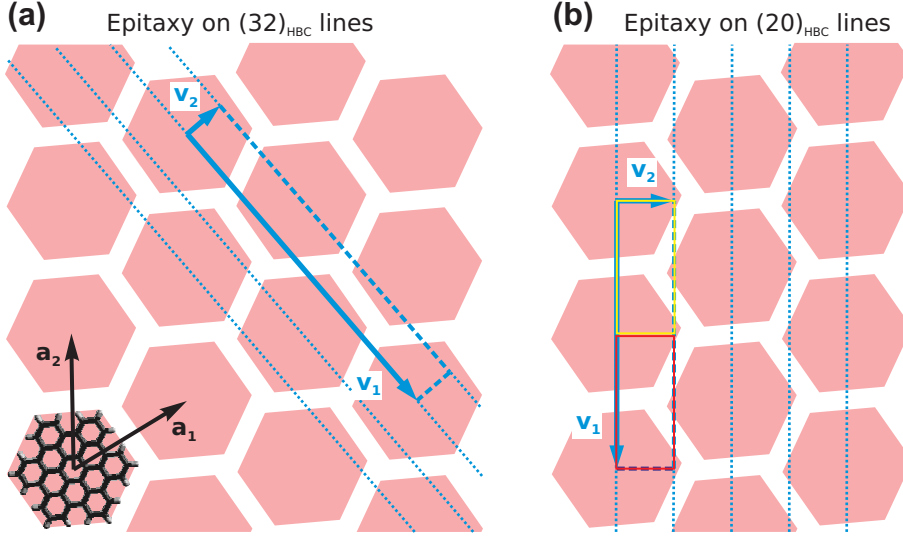 (a) Epitaxy on (32)HBC lines
v2
v1
a2
a1
(b) Epitaxy on (20)HBC lines
v2
v1